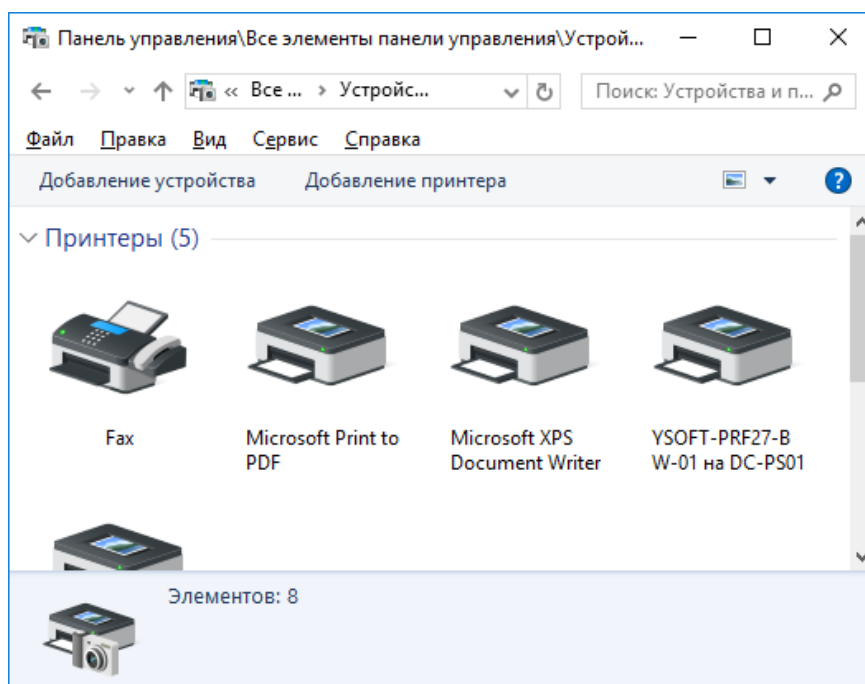 Панель управления\Все элементы панели управления\Устрой...
« Все ... › Устройс...
Поиск: Устройства и п...
Файл Правка Вид Сервис Справка
Добавление устройства Добавление принтера
?
Принтеры (5)
Fax
Microsoft Print to
PDF
Microsoft XPS
Document Writer
YSOFT-PRF27-B
W-01 на DC-PS01
Элементов: 8